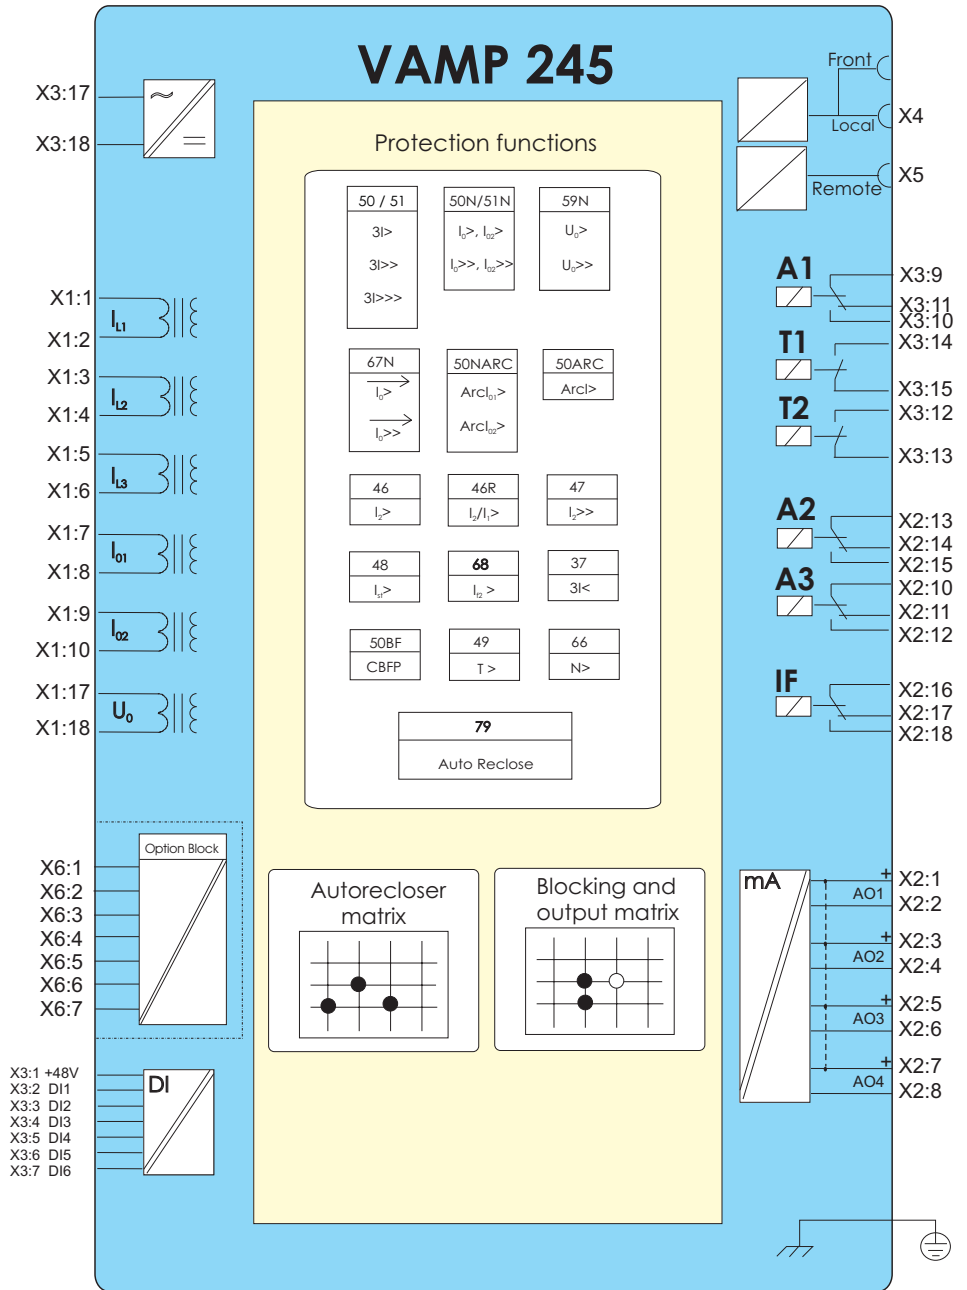 VAMP 245
X3:17
X3:18
~
Front
Local
X4
Remote
X5
Protection functions
50 / 51
3I>
3I>>
3I>>>
50N/51N
I₀>, I₀₂>
I₀>>, I₀₂>>
59N
U₀>
U₀>>
67N
I₀>
I₀>>
50NARC
ArcI₀₁>
ArcI₀₂>
50ARC
ArcI>
46
I₂>
46R
I₂/I₁>
47
I₂>>
48
Iₛₜ>
68
I_f2 >
37
3I<
50BF
CBFP
49
T >
66
N>
79
Auto Reclose
X1:1
I_L1
X1:2
X1:3
I_L2
X1:4
X1:5
I_L3
X1:6
X1:7
I₀₁
X1:8
X1:9
I₀₂
X1:10
X1:17
U₀
X1:18
A1
X3:9
X3:11
X3:10
T1
X3:14
X3:15
T2
X3:12
X3:13
A2
X2:13
X2:14
X2:15
A3
X2:10
X2:11
X2:12
IF
X2:16
X2:17
X2:18
Option Block
X6:1
X6:2
X6:3
X6:4
X6:5
X6:6
X6:7
Autorecloser
matrix
Blocking and
output matrix
mA
+ X2:1
AO1
X2:2
+ X2:3
AO2
X2:4
+ X2:5
AO3
X2:6
+ X2:7
AO4
X2:8
DI
X3:1 +48V
X3:2 DI1
X3:3 DI2
X3:4 DI3
X3:5 DI4
X3:6 DI5
X3:7 DI6